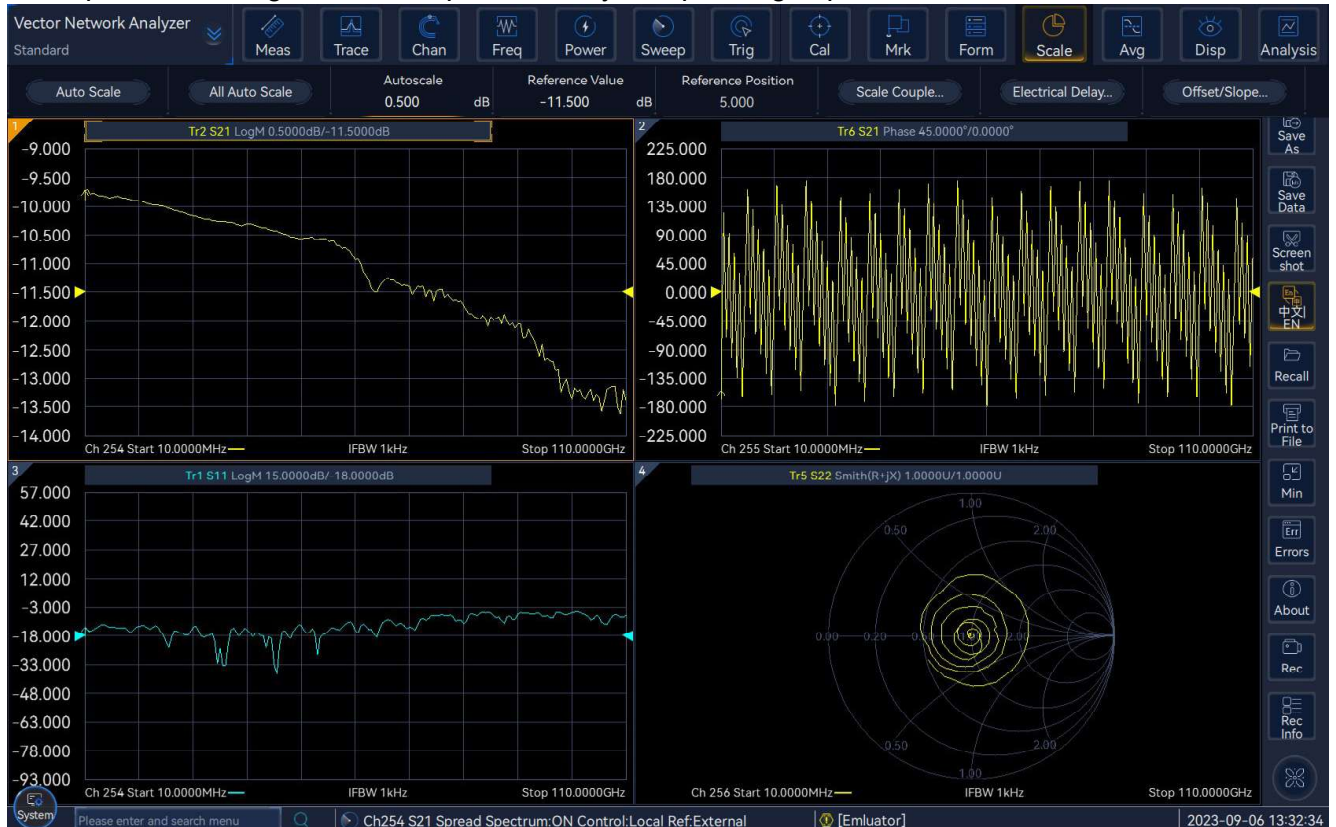 Vector Network Analyzer
Standard
Meas
Trace
Chan
Freq
Power
Sweep
Trig
Cal
Mrk
Form
Scale
Avg
Disp
Analysis
Auto Scale
All Auto Scale
Autoscale
0.500 dB
Reference Value
-11.500 dB
Reference Position
5.000
Scale Couple...
Electrical Delay...
Offset/Slope...
1
Tr2 S21 LogM 0.5000dB/-11.5000dB
-9.000
-9.500
-10.000
-10.500
-11.000
-11.500
-12.000
-12.500
-13.000
-13.500
-14.000
Ch 254 Start 10.0000MHz
IFBW 1kHz
Stop 110.0000GHz
2
Tr6 S21 Phase 45.0000°/0.0000°
225.000
180.000
135.000
90.000
45.000
0.000
-45.000
-90.000
-135.000
-180.000
-225.000
Ch 255 Start 10.0000MHz
IFBW 1kHz
Stop 110.0000GHz
3
Tr1 S11 LogM 15.0000dB/-18.0000dB
57.000
42.000
27.000
12.000
-3.000
-18.000
-33.000
-48.000
-63.000
-78.000
-93.000
Ch 254 Start 10.0000MHz
IFBW 1kHz
Stop 110.0000GHz
4
Tr5 S22 Smith(R+jX) 1.0000U/1.0000U
1.00
0.50
2.00
0.00
0.20
2.00
0.50
2.00
1.00
Ch 256 Start 10.0000MHz
IFBW 1kHz
Stop 110.0000GHz
Save
As
Save
Data
Screen
shot
En
中文|
EN
Recall
Print to
File
Min
Err
Errors
About
Rec
Rec
Info
System
Please enter and search menu
Ch254 S21 Spread Spectrum:ON Control:Local Ref:External
[Emluator]
2023-09-06 13:32:34